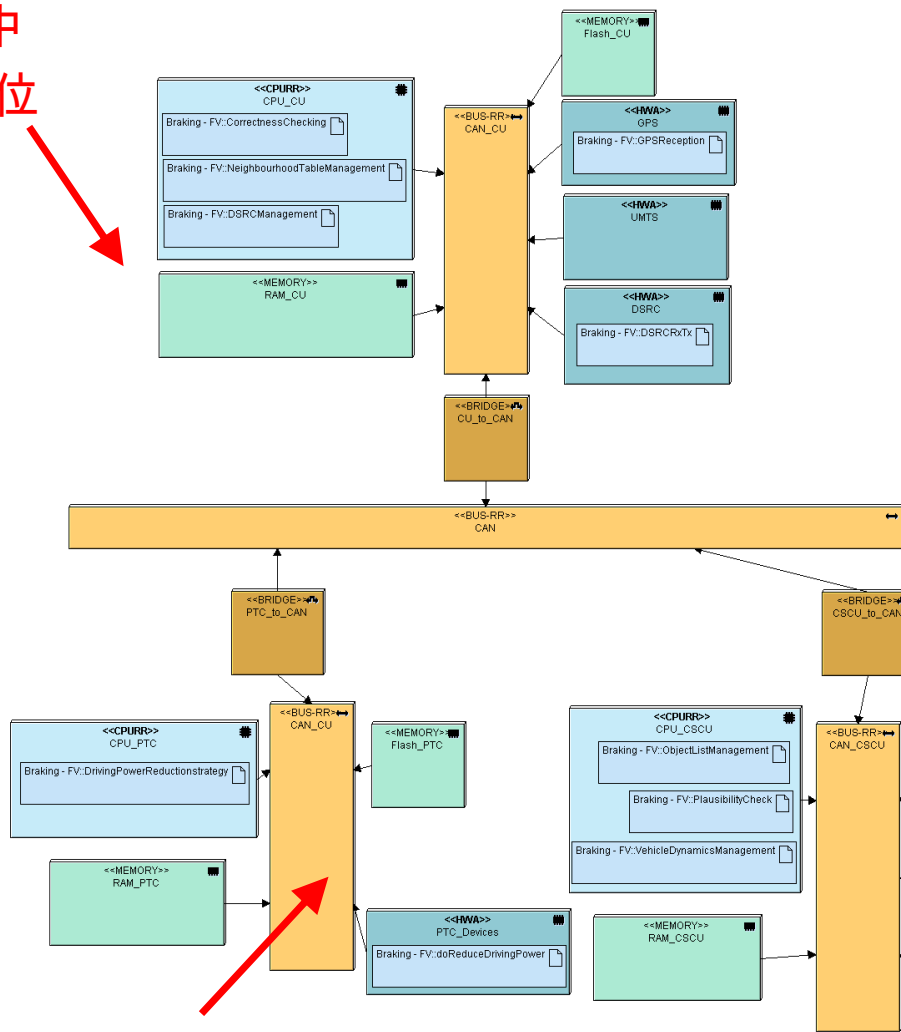 中
位
<<MEMORY>>
Flash_CU
<<CPURR>>
CPU_CU
Braking - FV::CorrectnessChecking
Braking - FV::NeighbourhoodTableManagement
Braking - FV::DSRCManagement
<<BUS-RR>>
CAN_CU
<<HWA>>
GPS
Braking - FV::GPSReception
<<HWA>>
UMTS
<<MEMORY>>
RAM_CU
<<HWA>>
DSRC
Braking - FV::DSRCRxTx
<<BRIDGE>>
CU_to_CAN
<<BUS-RR>>
CAN
<<BRIDGE>>
PTC_to_CAN
<<BRIDGE>>
CSCU_to_CAN
<<CPURR>>
CPU_PTC
Braking - FV::DrivingPowerReductionstrategy
<<BUS-RR>>
CAN_CU
<<MEMORY>>
Flash_PTC
<<CPURR>>
CPU_CSCU
Braking - FV::ObjectListManagement
Braking - FV::PlausibilityCheck
Braking - FV::VehicleDynamicsManagement
<<BUS-RR>>
CAN_CSCU
<<MEMORY>>
RAM_PTC
<<HWA>>
PTC_Devices
Braking - FV::doReduceDrivingPower
<<MEMORY>>
RAM_CSCU